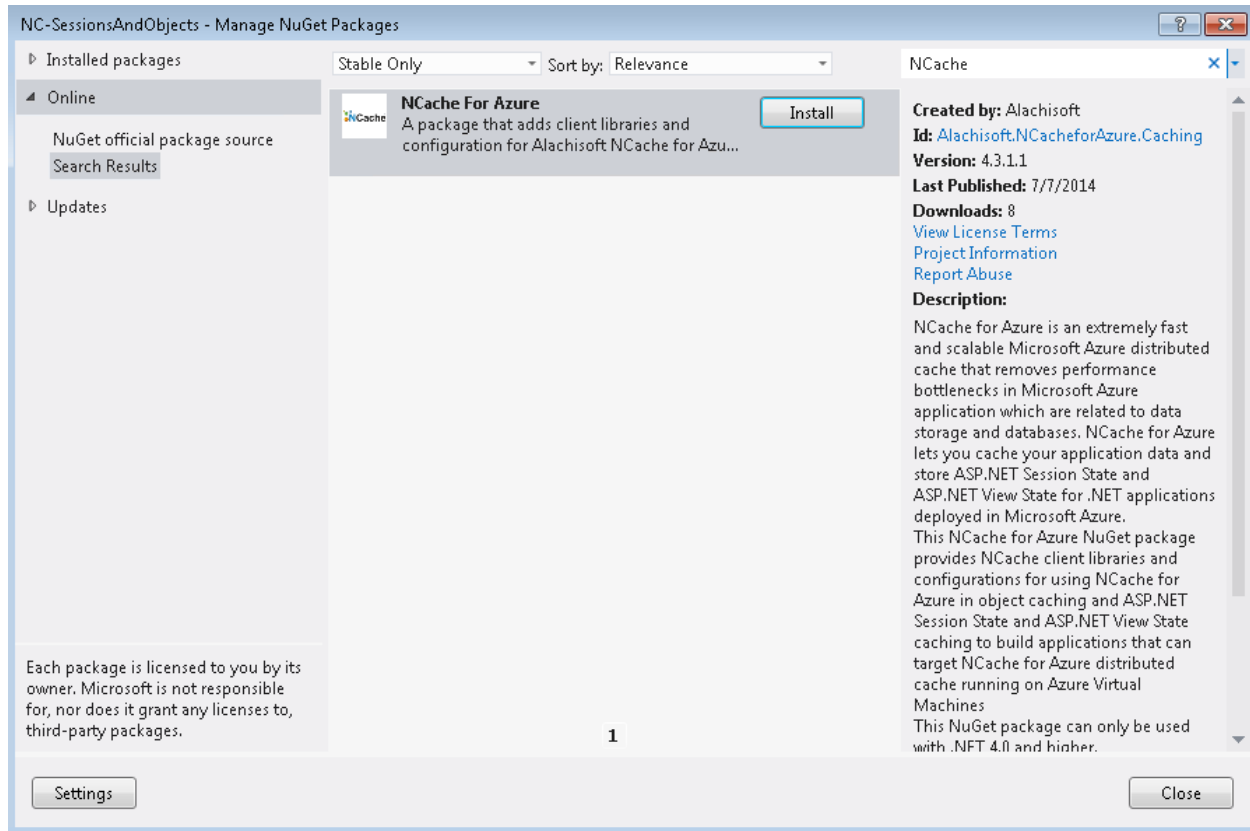 NC-SessionsAndObjects - Manage NuGet Packages
Installed packages
Online
NuGet official package source
Search Results
Updates
Each package is licensed to you by its
owner. Microsoft is not responsible
for, nor does it grant any licenses to,
third-party packages.
Stable Only
Sort by: Relevance
NCache
NCache For Azure
A package that adds client libraries and
configuration for Alachisoft NCache for Azu...
Install
1
NCache
Created by: Alachisoft
Id: Alachisoft.NCacheforAzure.Caching
Version: 4.3.1.1
Last Published: 7/7/2014
Downloads: 8
View License Terms
Project Information
Report Abuse
Description:
NCache for Azure is an extremely fast
and scalable Microsoft Azure distributed
cache that removes performance
bottlenecks in Microsoft Azure
application which are related to data
storage and databases. NCache for Azure
lets you cache your application data and
store ASP.NET Session State and
ASP.NET View State for .NET applications
deployed in Microsoft Azure.
This NCache for Azure NuGet package
provides NCache client libraries and
configurations for using NCache for
Azure in object caching and ASP.NET
Session State and ASP.NET View State
caching to build applications that can
target NCache for Azure distributed
cache running on Azure Virtual
Machines
This NuGet package can only be used
with .NET 4.0 and higher.
Settings
Close